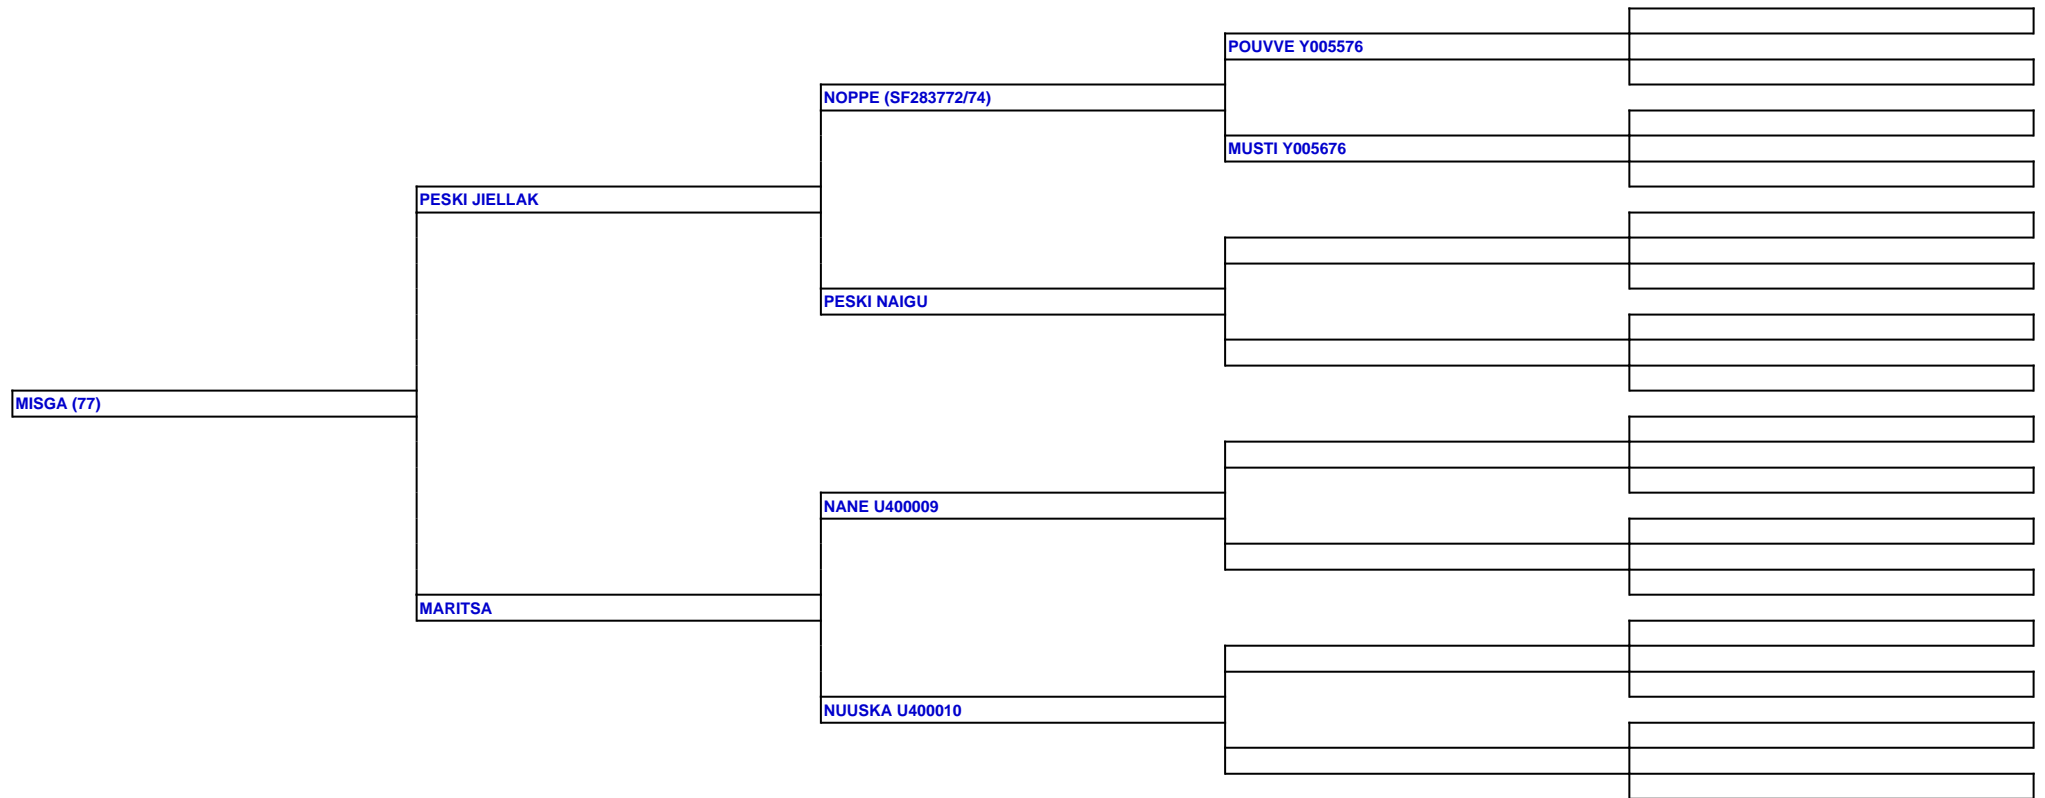 POUVVE Y005576
NOPPE (SF283772/74)
MUSTI Y005676
PESKI JIELLAK
PESKI NAIGU
MISGA (77)
NANE U400009
MARITSA
NUUSKA U400010